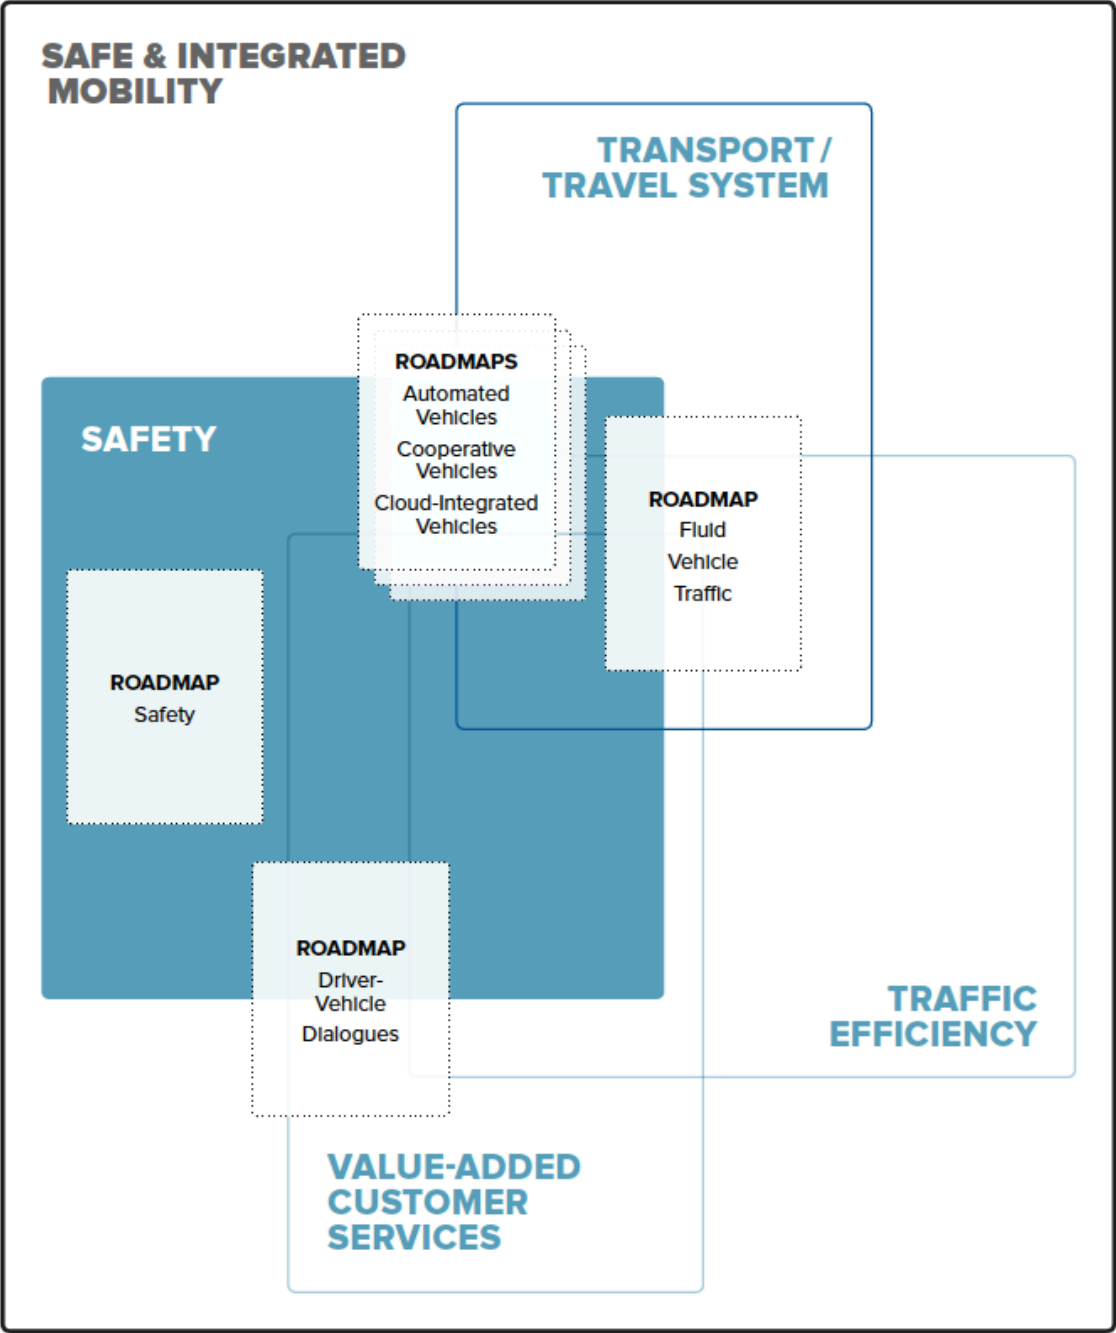 SAFE & INTEGRATED
MOBILITY
TRANSPORT /
TRAVEL SYSTEM
ROADMAPS
Automated
Vehicles
Cooperative
Vehicles
Cloud-Integrated
Vehicles
SAFETY
ROADMAP
Fluid
Vehicle
Traffic
ROADMAP
Safety
ROADMAP
Driver-
Vehicle
Dialogues
TRAFFIC
EFFICIENCY
VALUE-ADDED
CUSTOMER
SERVICES